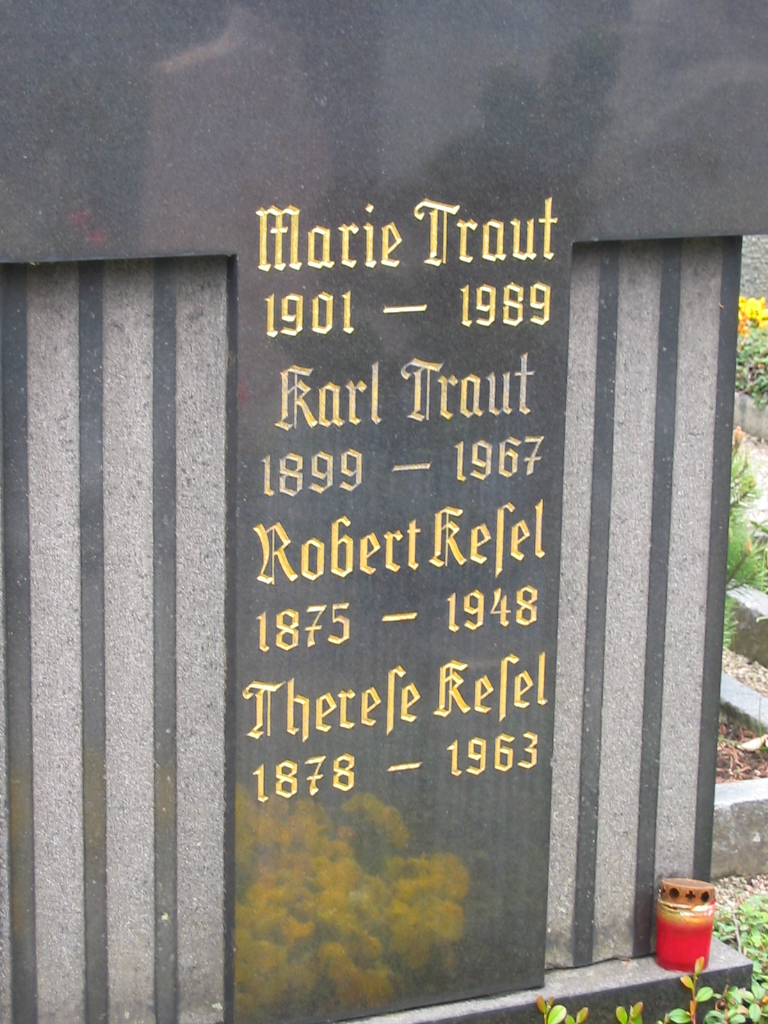 Marie Traut
1901 — 1989
Karl Traut
1899 — 1967
Robert Keſel
1875 — 1948
Thereſe Keſel
1878 — 1963